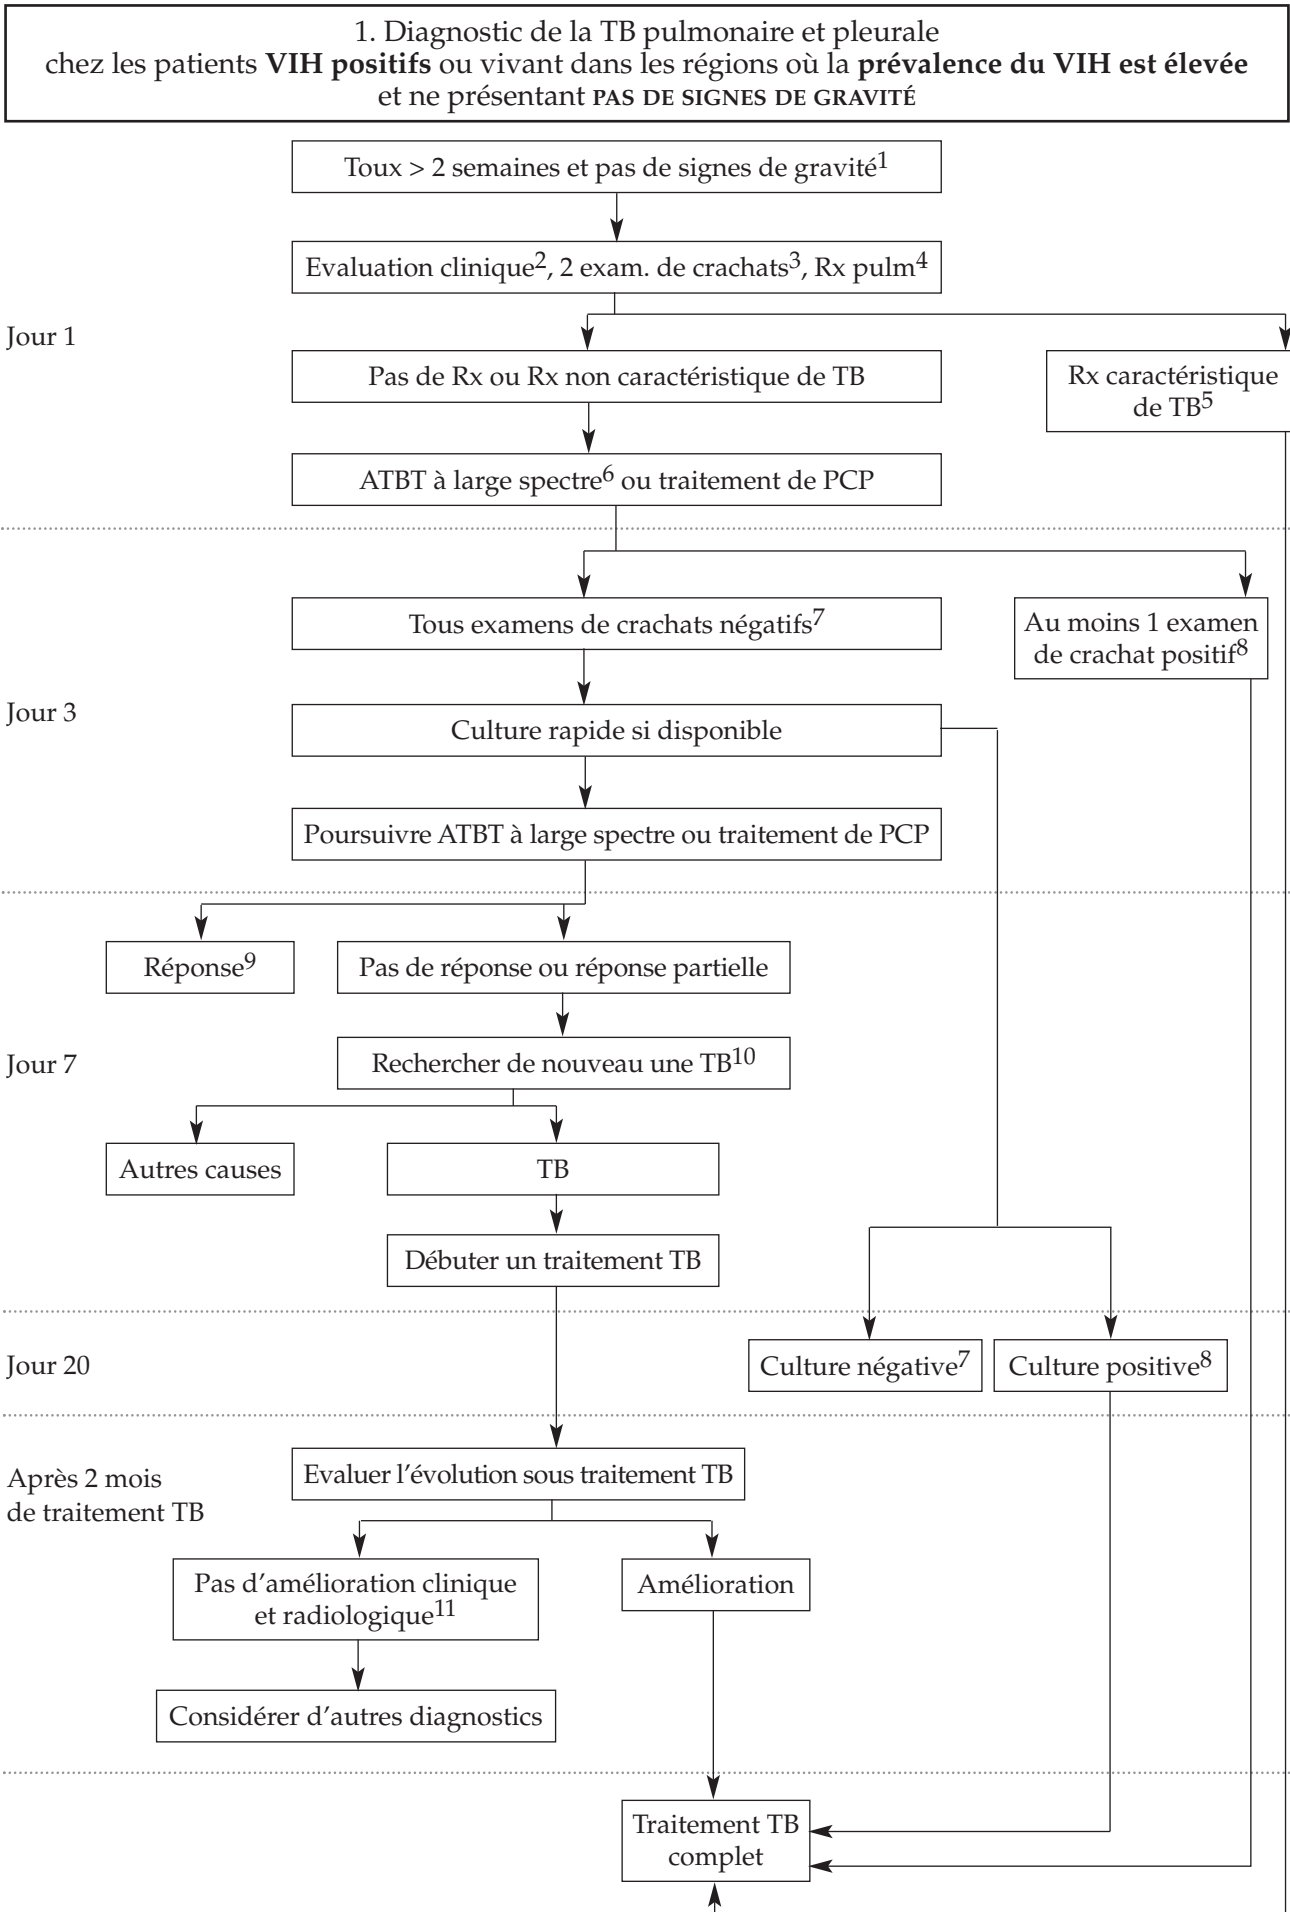 1. Diagnostic de la TB pulmonaire et pleurale
chez les patients VIH positifs ou vivant dans les régions où la prévalence du VIH est élevée
et ne présentant PAS DE SIGNES DE GRAVITÉ
Toux > 2 semaines et pas de signes de gravité1
Evaluation clinique2, 2 exam. de crachats3, Rx pulm4
Jour 1
Pas de Rx ou Rx non caractéristique de TB
Rx caractéristique
de TB5
ATBT à large spectre6 ou traitement de PCP
Tous examens de crachats négatifs7
Au moins 1 examen
de crachat positif8
Jour 3
Culture rapide si disponible
Poursuivre ATBT à large spectre ou traitement de PCP
Réponse9
Pas de réponse ou réponse partielle
Jour 7
Rechercher de nouveau une TB10
Autres causes
TB
Débuter un traitement TB
Jour 20
Culture négative7
Culture positive8
Après 2 mois
de traitement TB
Evaluer l'évolution sous traitement TB
Pas d'amélioration clinique
et radiologique11
Amélioration
Considérer d'autres diagnostics
Traitement TB
complet